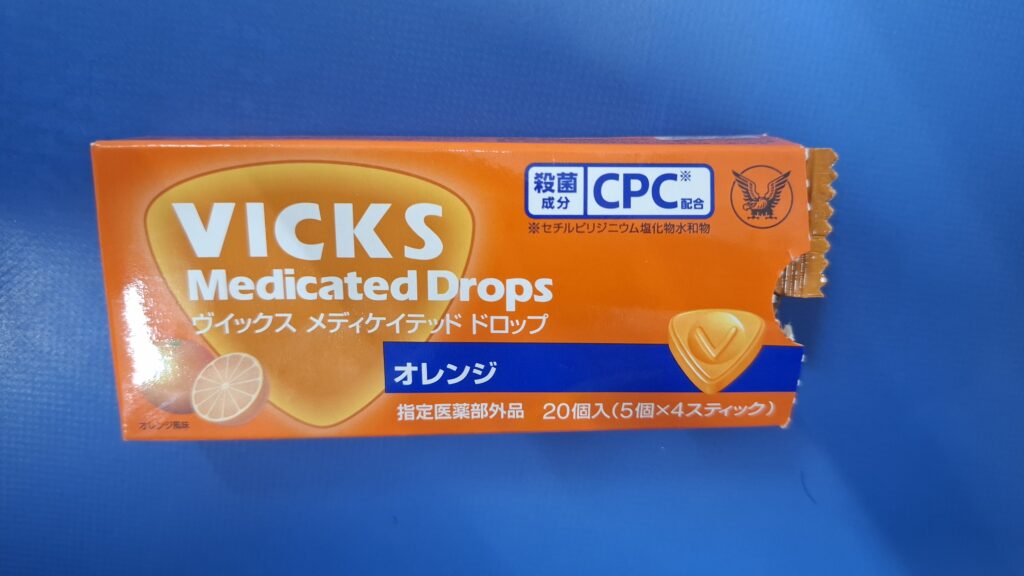 VICKS
Medicated Drops
ヴイックス メディケイテッド ドロップ
殺菌
成分
CPC※
配合
※セチルピリジニウム塩化物水和物
オレンジ
指定医薬部外品 20個入(5個×4スティック)
オレンジ風味